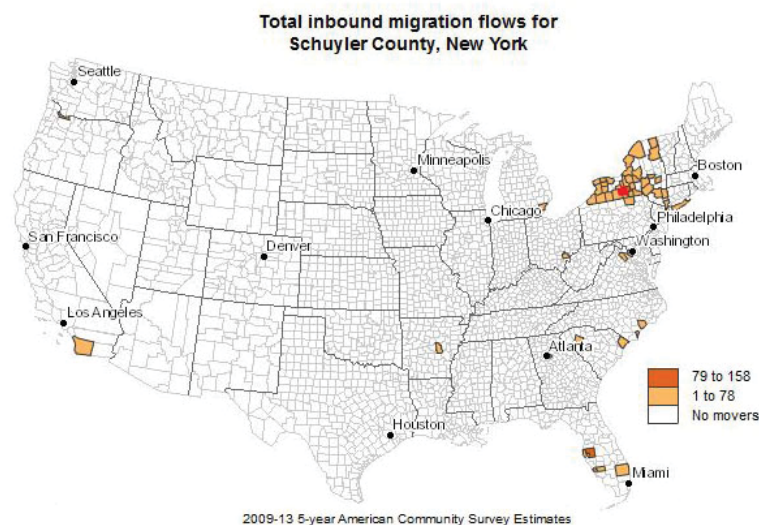 Total inbound migration flows for
Schuyler County, New York
Seattle
Minneapolis
Boston
Chicago
Philadelphia
San Francisco
Denver
Washington
Los Angeles
Atlanta
79 to 158
1 to 78
No movers
Houston
Miami
2009-13 5-year American Community Survey Estimates